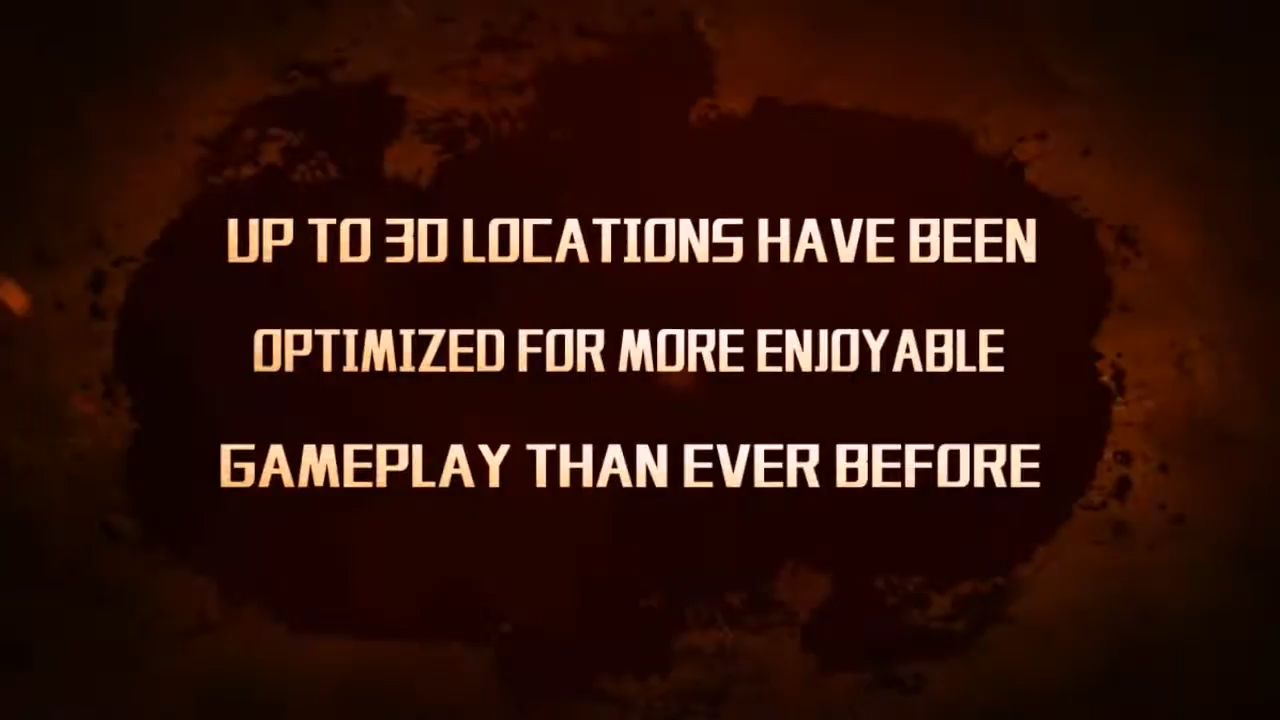 UP TO 30 LOCATIONS HAVE BEEN
OPTIMIZED FOR MORE ENJOYABLE
GAMEPLAY THAN EVER BEFORE